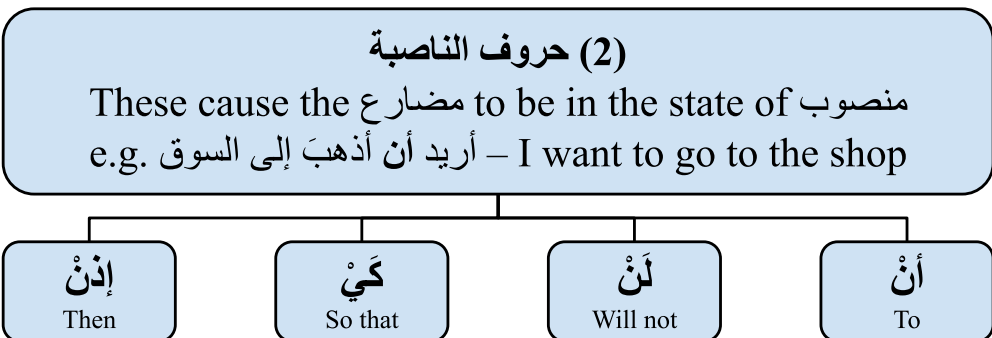 (2) حروف الناصبة
These cause the مضارع to be in the state of منصوب
e.g. أريد أن أذهبَ إلى السوق – I want to go to the shop
أنْ
To
لَنْ
Will not
كَيْ
So that
إذنْ
Then